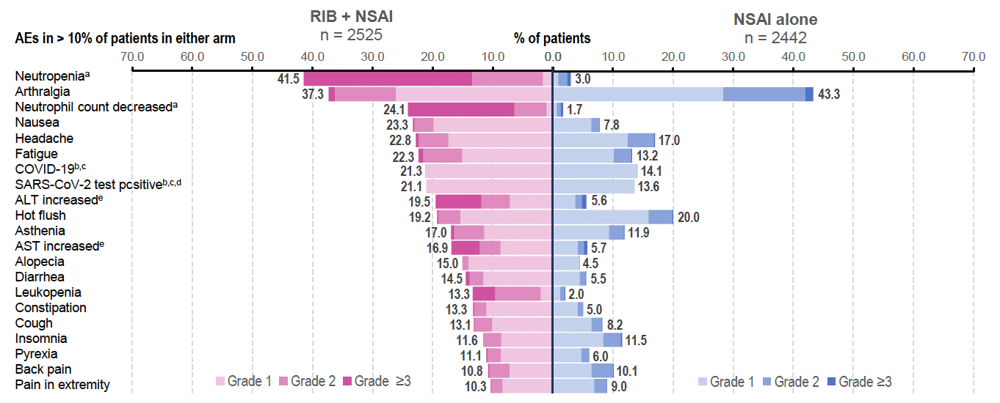 RIB + NSAI
n = 2525
NSAI alone
n = 2442
AEs in > 10% of patients in either arm
% of patients
70.0 60.0 50.0 40.0 30.0 20.0 10.0 0.0 10.0 20.0 30.0 40.0 50.0 60.0 70.0
Neutropeniaᵃ 41.5 3.0
Arthralgia 37.3 43.3
Neutrophil count decreasedᵃ 24.1 1.7
Nausea 23.3 7.8
Headache 22.8 17.0
Fatigue 22.3 13.2
COVID-19ᵇ,ᶜ 21.3 14.1
SARS-CoV-2 test positiveᵇ,ᶜ,ᵈ 21.1 13.6
ALT increasedᵉ 19.5 5.6
Hot flush 19.2 20.0
Asthenia 17.0 11.9
AST increasedᵉ 16.9 5.7
Alopecia 15.0 4.5
Diarrhea 14.5 5.5
Leukopenia 13.3 2.0
Constipation 13.3 5.0
Cough 13.1 8.2
Insomnia 11.6 11.5
Pyrexia 11.1 6.0
Back pain 10.8 10.1
Pain in extremity 10.3 9.0
Grade 1 Grade 2 Grade ≥3
Grade 1 Grade 2 Grade ≥3